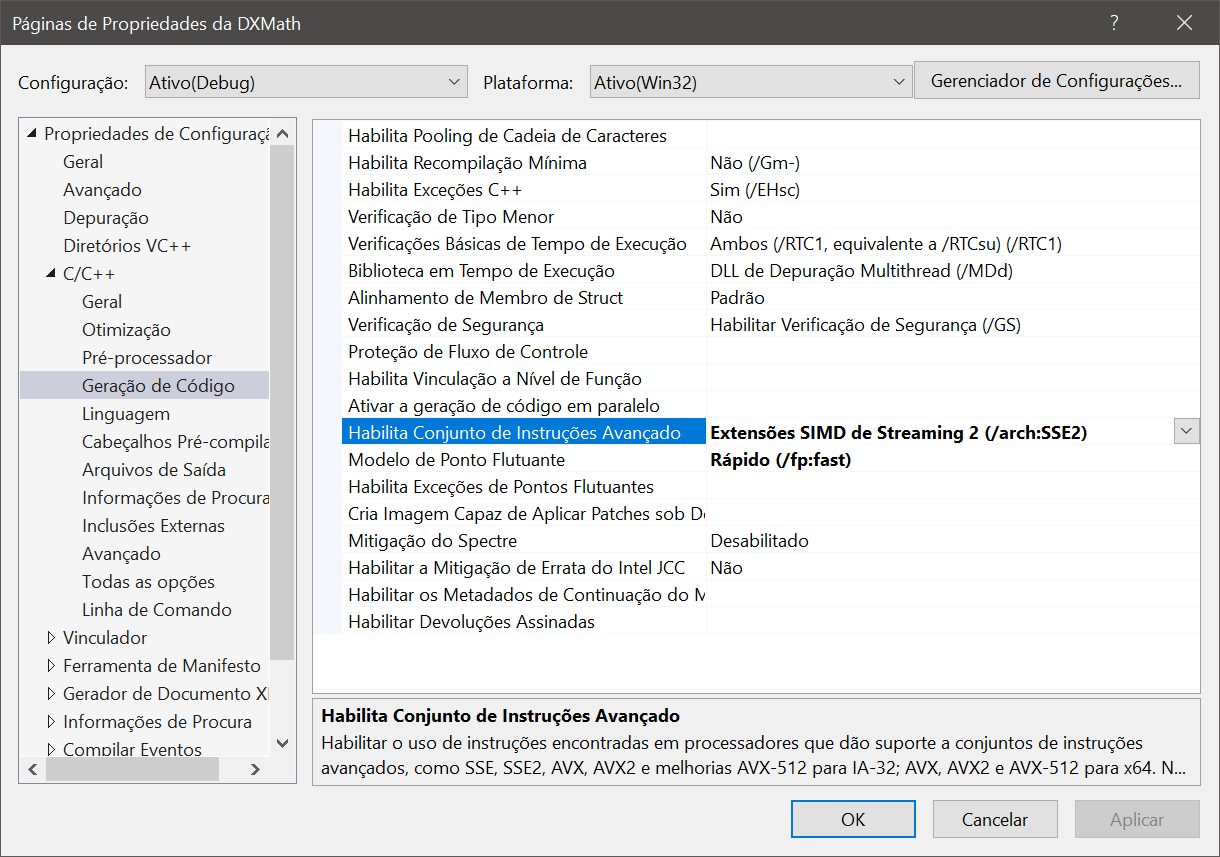 Páginas de Propriedades da DXMath
?
Configuração: Ativo(Debug) Plataforma: Ativo(Win32) Gerenciador de Configurações...
Propriedades de Configuraçã
Geral
Avançado
Depuração
Diretórios VC++
C/C++
Geral
Otimização
Pré-processador
Geração de Código
Linguagem
Cabeçalhos Pré-compila
Arquivos de Saída
Informações de Procura
Inclusões Externas
Avançado
Todas as opções
Linha de Comando
Vinculador
Ferramenta de Manifesto
Gerador de Documento XI
Informações de Procura
Compilar Eventos
Habilita Pooling de Cadeia de Caracteres
Habilita Recompilação Mínima Não (/Gm-)
Habilita Exceções C++ Sim (/EHsc)
Verificação de Tipo Menor Não
Verificações Básicas de Tempo de Execução Ambos (/RTC1, equivalente a /RTCsu) (/RTC1)
Biblioteca em Tempo de Execução DLL de Depuração Multithread (/MDd)
Alinhamento de Membro de Struct Padrão
Verificação de Segurança Habilitar Verificação de Segurança (/GS)
Proteção de Fluxo de Controle
Habilita Vinculação a Nível de Função
Ativar a geração de código em paralelo
Habilita Conjunto de Instruções Avançado Extensões SIMD de Streaming 2 (/arch:SSE2)
Modelo de Ponto Flutuante Rápido (/fp:fast)
Habilita Exceções de Pontos Flutuantes
Cria Imagem Capaz de Aplicar Patches sob De
Mitigação do Spectre Desabilitado
Habilitar a Mitigação de Errata do Intel JCC Não
Habilitar os Metadados de Continuação do M
Habilitar Devoluções Assinadas
Habilita Conjunto de Instruções Avançado
Habilitar o uso de instruções encontradas em processadores que dão suporte a conjuntos de instruções
avançados, como SSE, SSE2, AVX, AVX2 e melhorias AVX-512 para IA-32; AVX, AVX2 e AVX-512 para x64. N...
OK Cancelar Aplicar